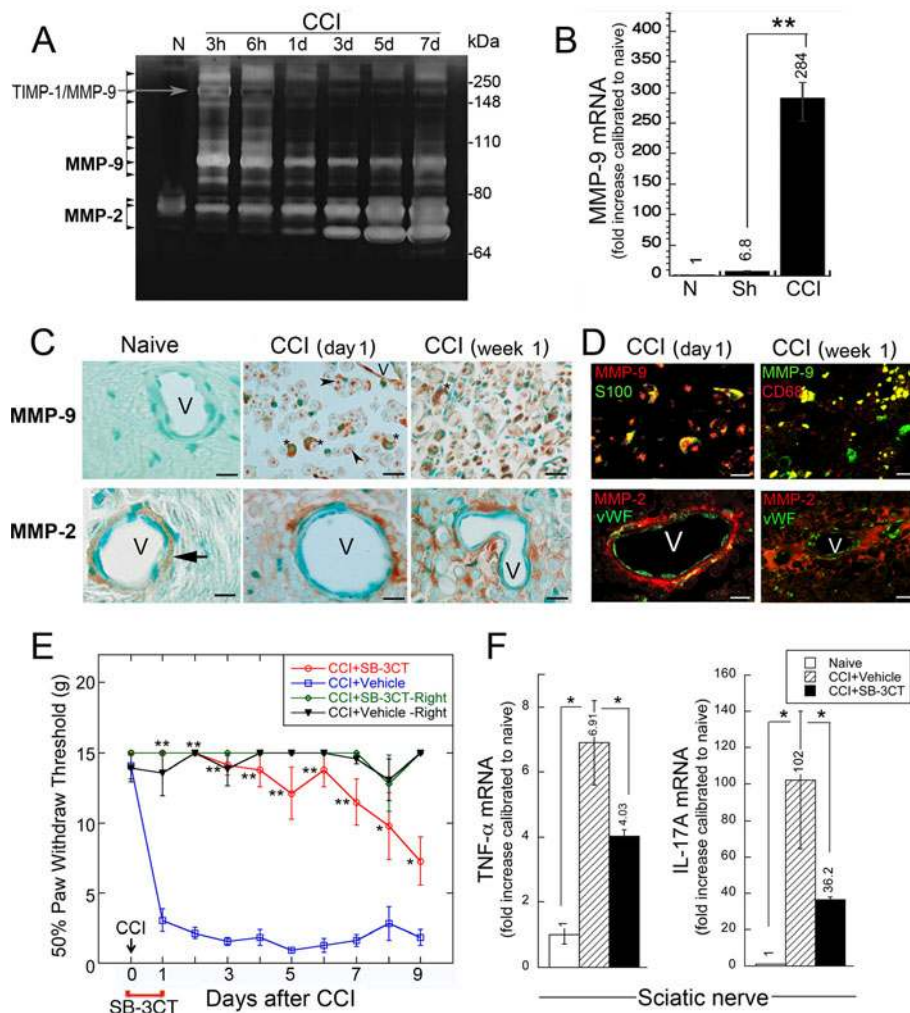 A
CCI
N 3h 6h 1d 3d 5d 7d kDa
TIMP-1/MMP-9
-250
-148
-110
MMP-9
-80
MMP-2
-64
B
**
284
MMP-9 mRNA
(fold increase calibrated to naive)
400
350
300
250
200
150
100
50
0
1
6.8
N Sh CCI
C
Naive CCI (day 1) CCI (week 1)
MMP-9
V
V
* * *
*
MMP-2
V
V
V
D
CCI (day 1) CCI (week 1)
MMP-9
S100
MMP-9
CD68
MMP-2
vWF
V
MMP-2
vWF
V
E
50% Paw Withdraw Threshold (g)
20
15
10
5
0
CCI+SB-3CT
CCI+Vehicle
CCI+SB-3CT-Right
CCI+Vehicle -Right
** ** ** ** ** ** ** * *
CCI
0 1 3 5 7 9
SB-3CT
Days after CCI
F
TNF-α mRNA
(fold increase calibrated to naive)
8
6
4
2
0
* *
1
6.91
4.03
IL-17A mRNA
(fold increase calibrated to naive)
160
140
120
100
80
60
40
20
0
Naive
CCI+Vehicle
CCI+SB-3CT
* *
1
102
36.2
Sciatic nerve